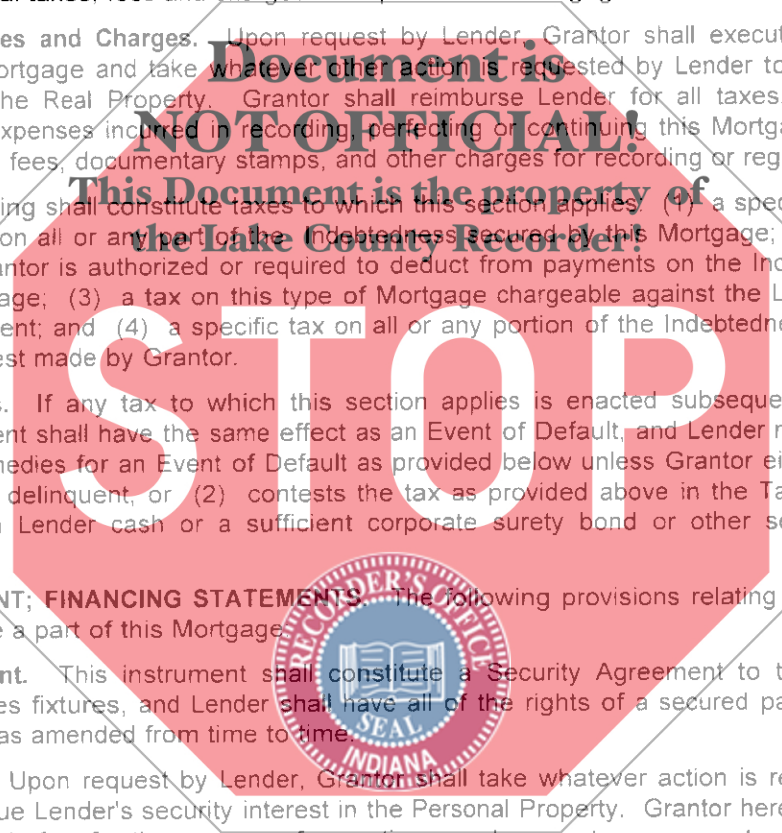 es and Charges. Upon request by Lender, Grantor shall execut
Document is
ortgage and take whatever other action is requested by Lender to
he Real Property. Grantor shall reimburse Lender for all taxes
NOT OFFICIAL!
xpenses incurred in recording, perfecting or continuing this Mortga
fees, documentary stamps, and other charges for recording or reg
This Document is the property of
ing shall constitute taxes to which this section applies: (1) a spec
on all or any part of the Indebtedness secured by this Mortgage;
the Lake County Recorder!
antor is authorized or required to deduct from payments on the Ind
age; (3) a tax on this type of Mortgage chargeable against the L
ent; and (4) a specific tax on all or any portion of the Indebtedne
est made by Grantor.
STOP
s. If any tax to which this section applies is enacted subseque
ent shall have the same effect as an Event of Default, and Lender
medies for an Event of Default as provided below unless Grantor ei
delinquent, or (2) contests the tax as provided above in the Ta
Lender cash or a sufficient corporate surety bond or other se
NT; FINANCING STATEMENTS. The following provisions relating
e a part of this Mortgage:
nt. This instrument shall constitute a Security Agreement to t
es fixtures, and Lender shall have all of the rights of a secured pa
as amended from time to time.
RECORDER'S OFFICE
SEAL
INDIANA
Upon request by Lender, Grantor shall take whatever action is re
ue Lender's security interest in the Personal Property. Grantor here